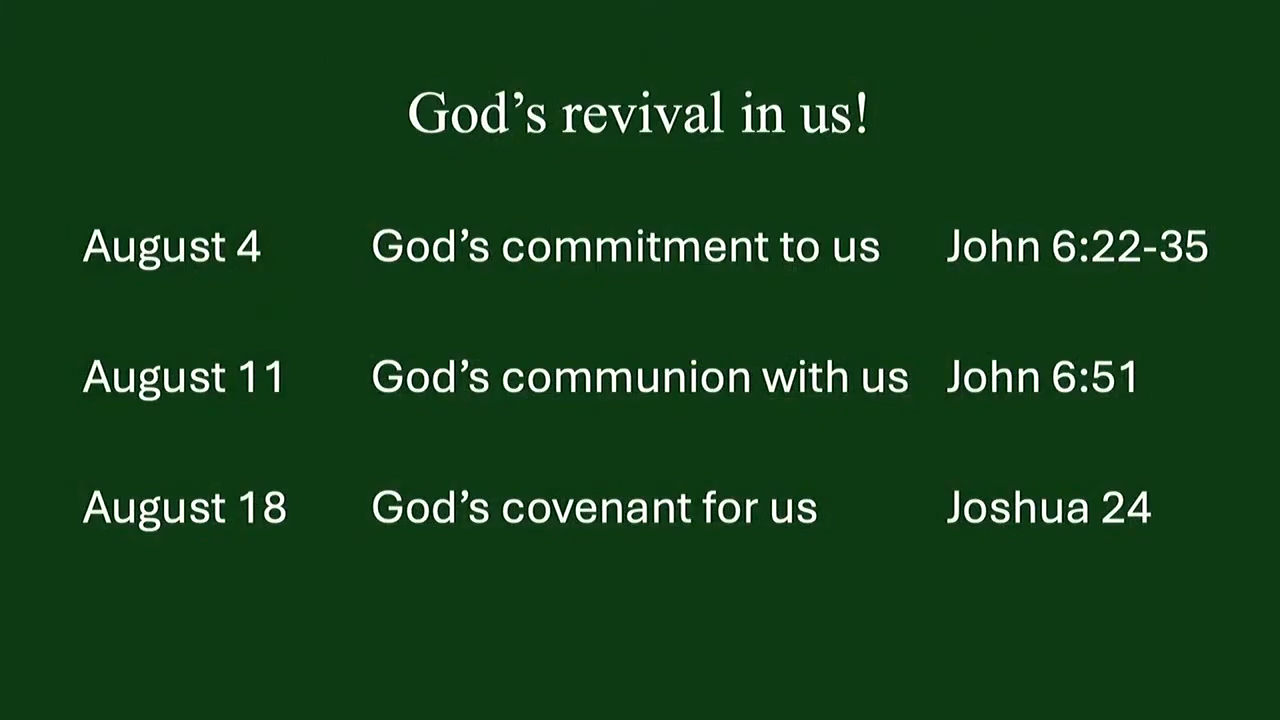 God’s revival in us!
August 4 God’s commitment to us John 6:22-35
August 11 God’s communion with us John 6:51
August 18 God’s covenant for us Joshua 24